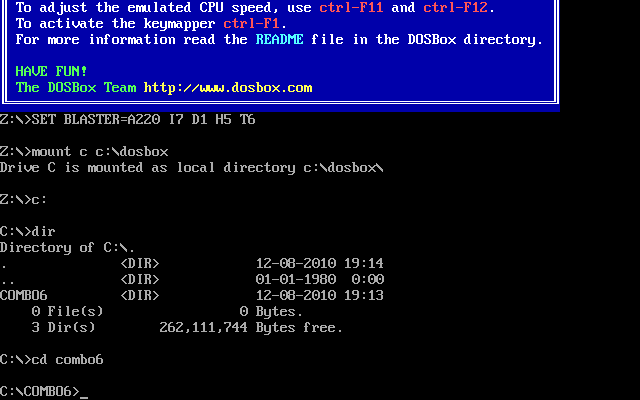 To adjust the emulated CPU speed, use ctrl-F11 and ctrl-F12.
To activate the keymapper ctrl-F1.
For more information read the README file in the DOSBox directory.
HAVE FUN!
The DOSBox Team http://www.dosbox.com
Z:\>SET BLASTER=A220 I7 D1 H5 T6
Z:\>mount c c:\dosbox
Drive C is mounted as local directory c:\dosbox\
Z:\>c:
C:\>dir
Directory of C:\.
. <DIR> 12-08-2010 19:14
.. <DIR> 01-01-1980 0:00
COMBO6 <DIR> 12-08-2010 19:13
0 File(s) 0 Bytes.
3 Dir(s) 262,111,744 Bytes free.
C:\>cd combo6
C:\COMBO6>_